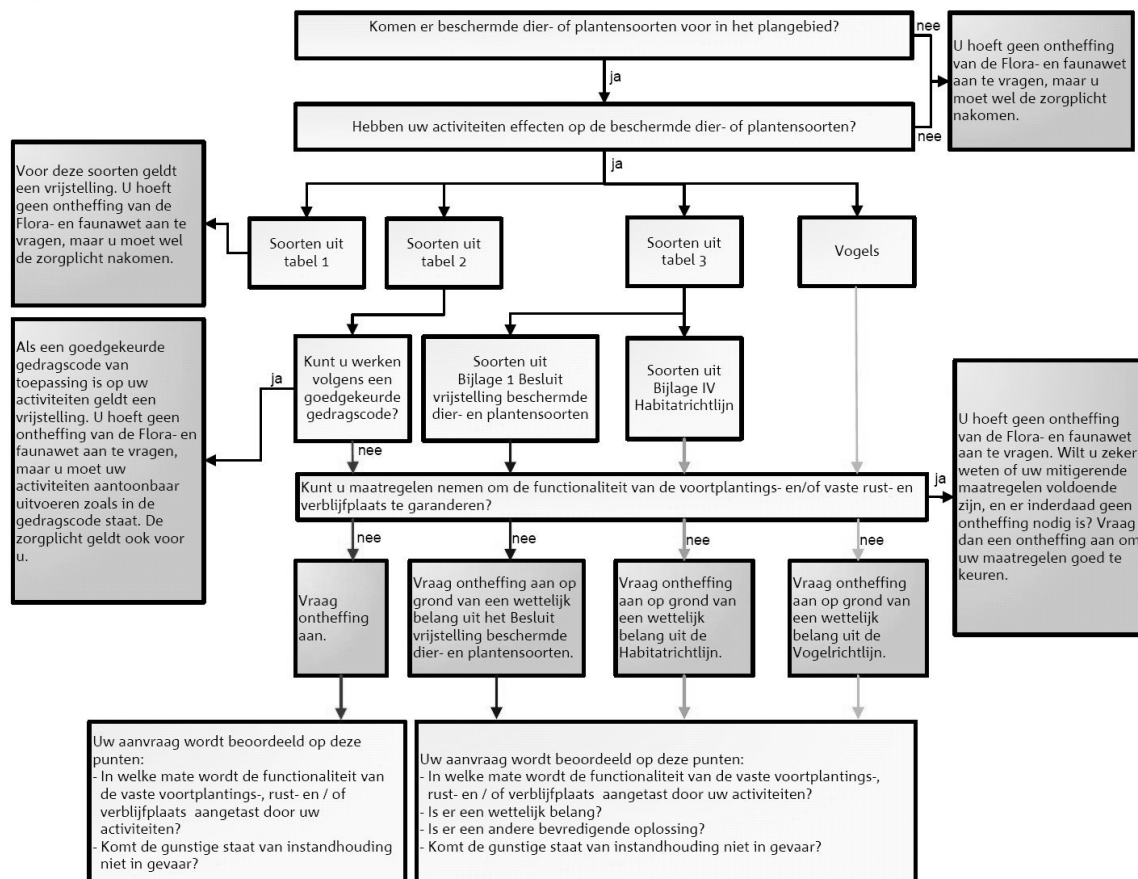 Komen er beschermde dier- of plantensoorten voor in het plangebied?
nee
U hoeft geen ontheffing
van de Flora- en faunawet
aan te vragen, maar u
moet wel de zorgplicht
nakomen.
ja
Hebben uw activiteiten effecten op de beschermde dier- of plantensoorten?
nee
ja
Voor deze soorten geldt
een vrijstelling. U hoeft
geen ontheffing van de
Flora- en faunawet aan te
vragen, maar u moet wel
de zorgplicht nakomen.
Soorten uit
tabel 1
Soorten uit
tabel 2
Soorten uit
tabel 3
Vogels
Als een goedgekeurde
gedragscode van
toepassing is op uw
activiteiten geldt een
vrijstelling. U hoeft geen
ontheffing van de Flora- en
faunawet aan te vragen,
maar u moet uw
activiteiten aantoonbaar
uitvoeren zoals in de
gedragscode staat. De
zorgplicht geldt ook voor
u.
ja
Kunt u werken
volgens een
goedgekeurde
gedragscode?
Soorten uit
Bijlage 1 Besluit
vrijstelling beschermde
dier- en plantensoorten
Soorten uit
Bijlage IV
Habitatrichtlijn
nee
Kunt u maatregelen nemen om de functionaliteit van de voortplantings- en/of vaste rust- en
verblijfplaats te garanderen?
ja
U hoeft geen ontheffing
van de Flora- en faunawet
aan te vragen. Wilt u zeker
weten of uw mitigerende
maatregelen voldoende
zijn, en er inderdaad geen
ontheffing nodig is? Vraag
dan een ontheffing aan om
uw maatregelen goed te
keuren.
nee
nee
nee
nee
Vraag
ontheffing
aan.
Vraag ontheffing aan op
grond van een wettelijk
belang uit het Besluit
vrijstelling beschermde
dier- en plantensoorten.
Vraag ontheffing
aan op grond van
een wettelijk
belang uit de
Habitatrichtlijn.
Vraag ontheffing
aan op grond van
een wettelijk
belang uit de
Vogelrichtlijn.
Uw aanvraag wordt beoordeeld op deze
punten:
- In welke mate wordt de functionaliteit van
de vaste voortplantings-, rust- en / of
verblijfplaats aangetast door uw
activiteiten?
- Komt de gunstige staat van instandhouding
niet in gevaar?
Uw aanvraag wordt beoordeeld op deze punten:
- In welke mate wordt de functionaliteit van de vaste voortplantings-,
rust- en / of verblijfplaats aangetast door uw activiteiten?
- Is er een wettelijk belang?
- Is er een andere bevredigende oplossing?
- Komt de gunstige staat van instandhouding niet in gevaar?